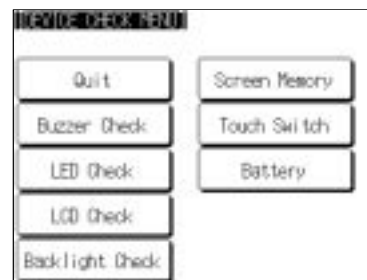 DEVICE CHECK MENU
Quit
Screen Memory
Buzzer Check
Touch Switch
LED Check
Battery
LCD Check
Backlight Check